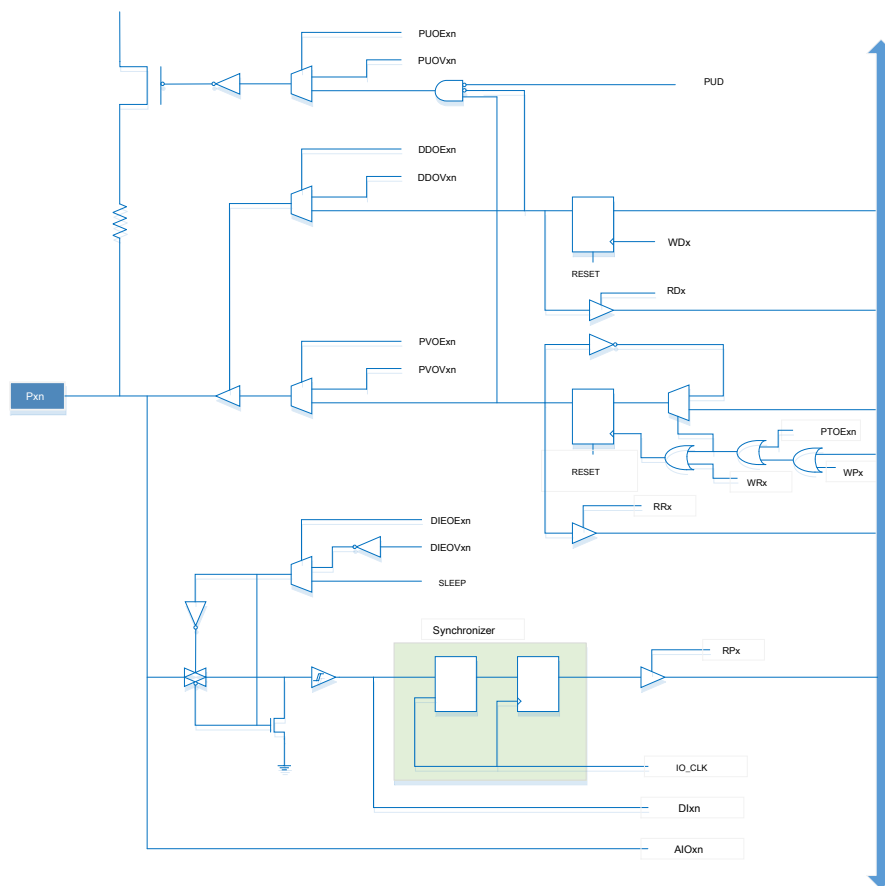 PUOExn
PUOVxn
PUD
DDOExn
DDOVxn
WDx
RESET
RDx
PVOExn
PVOVxn
Pxn
PTOExn
RESET
WRx
WPx
RRx
DIEOExn
DIEOVxn
SLEEP
Synchronizer
RPx
IO_CLK
DIxn
AIOxn